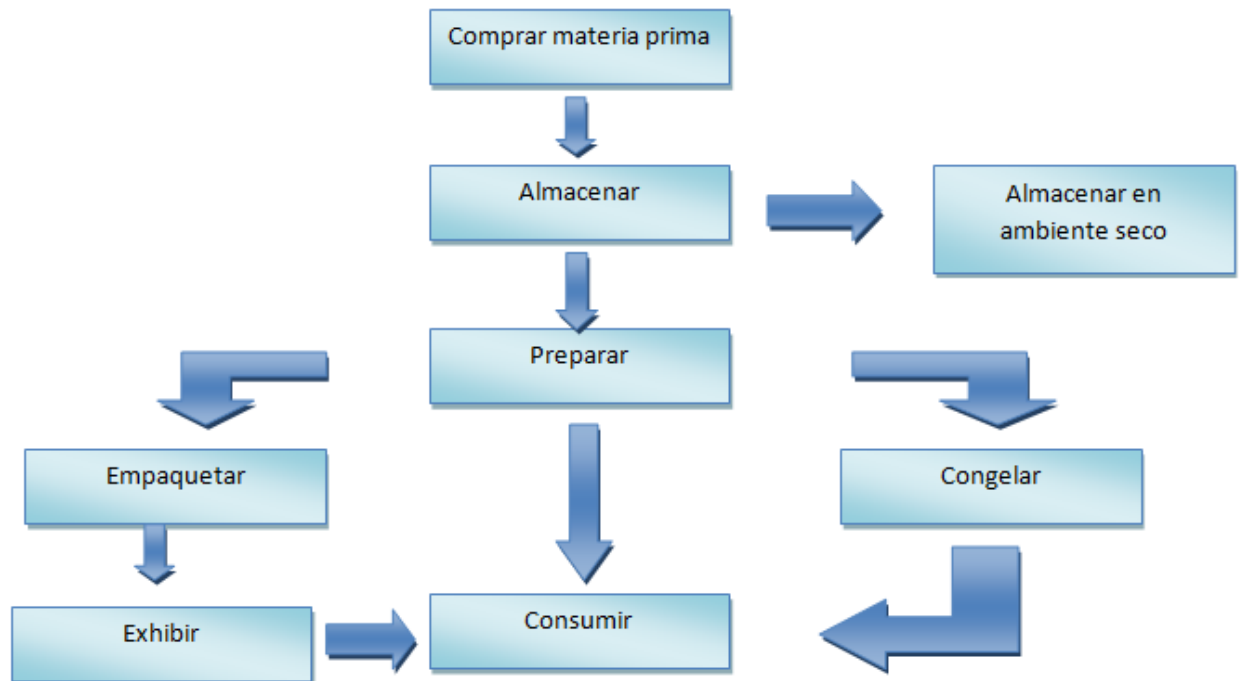 Comprar materia prima
Almacenar
Almacenar en
ambiente seco
Preparar
Empaquetar
Congelar
Exhibir
Consumir